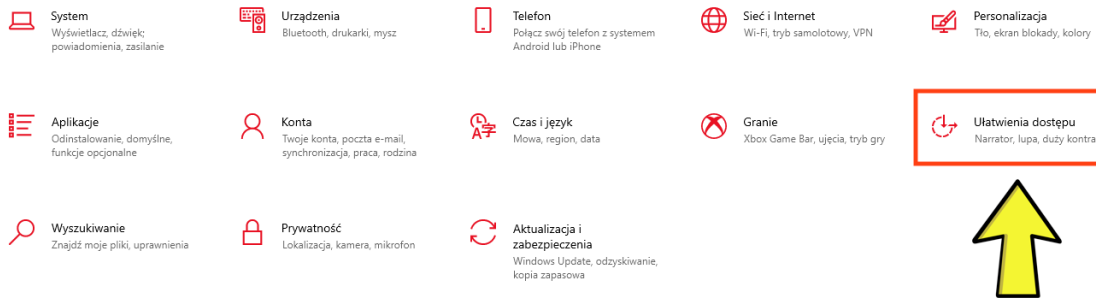 System
Wyświetlacz, dźwięk;
powiadomienia, zasilanie
Urządzenia
Bluetooth, drukarki, mysz
Telefon
Połącz swój telefon z systemem
Android lub iPhone
Sieć i Internet
Wi-Fi, tryb samolotowy, VPN
Personalizacja
Tło, ekran blokady, kolory
Aplikacje
Odinstalowanie, domyślne,
funkcje opcjonalne
Konta
Twoje konta, poczta e-mail,
synchronizacja, praca, rodzina
Czas i język
Mowa, region, data
Granie
Xbox Game Bar, ujęcia, tryb gry
Ułatwienia dostępu
Narrator, lupa, duży kontra
Wyszukiwanie
Znajdź moje pliki, uprawnienia
Prywatność
Lokalizacja, kamera, mikrofon
Aktualizacja i
zabezpieczenia
Windows Update, odzyskiwanie,
kopia zapasowa